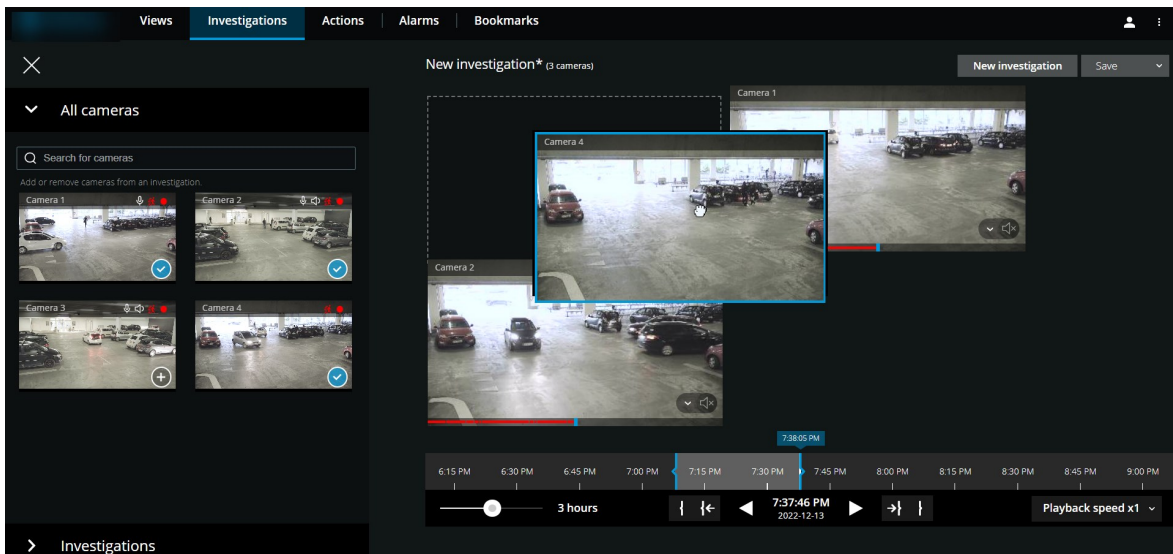 Views Investigations Actions Alarms Bookmarks
New investigation* (3 cameras)
New investigation Save
All cameras
Search for cameras
Add or remove cameras from an investigation.
Camera 1
Camera 2
Camera 3
Camera 4
Camera 1
Camera 4
Camera 2
7:38:05 PM
6:15 PM 6:30 PM 6:45 PM 7:00 PM 7:15 PM 7:30 PM 7:45 PM 8:00 PM 8:15 PM 8:30 PM 8:45 PM 9:00 PM
3 hours
7:37:46 PM
2022-12-13
Playback speed x1
Investigations